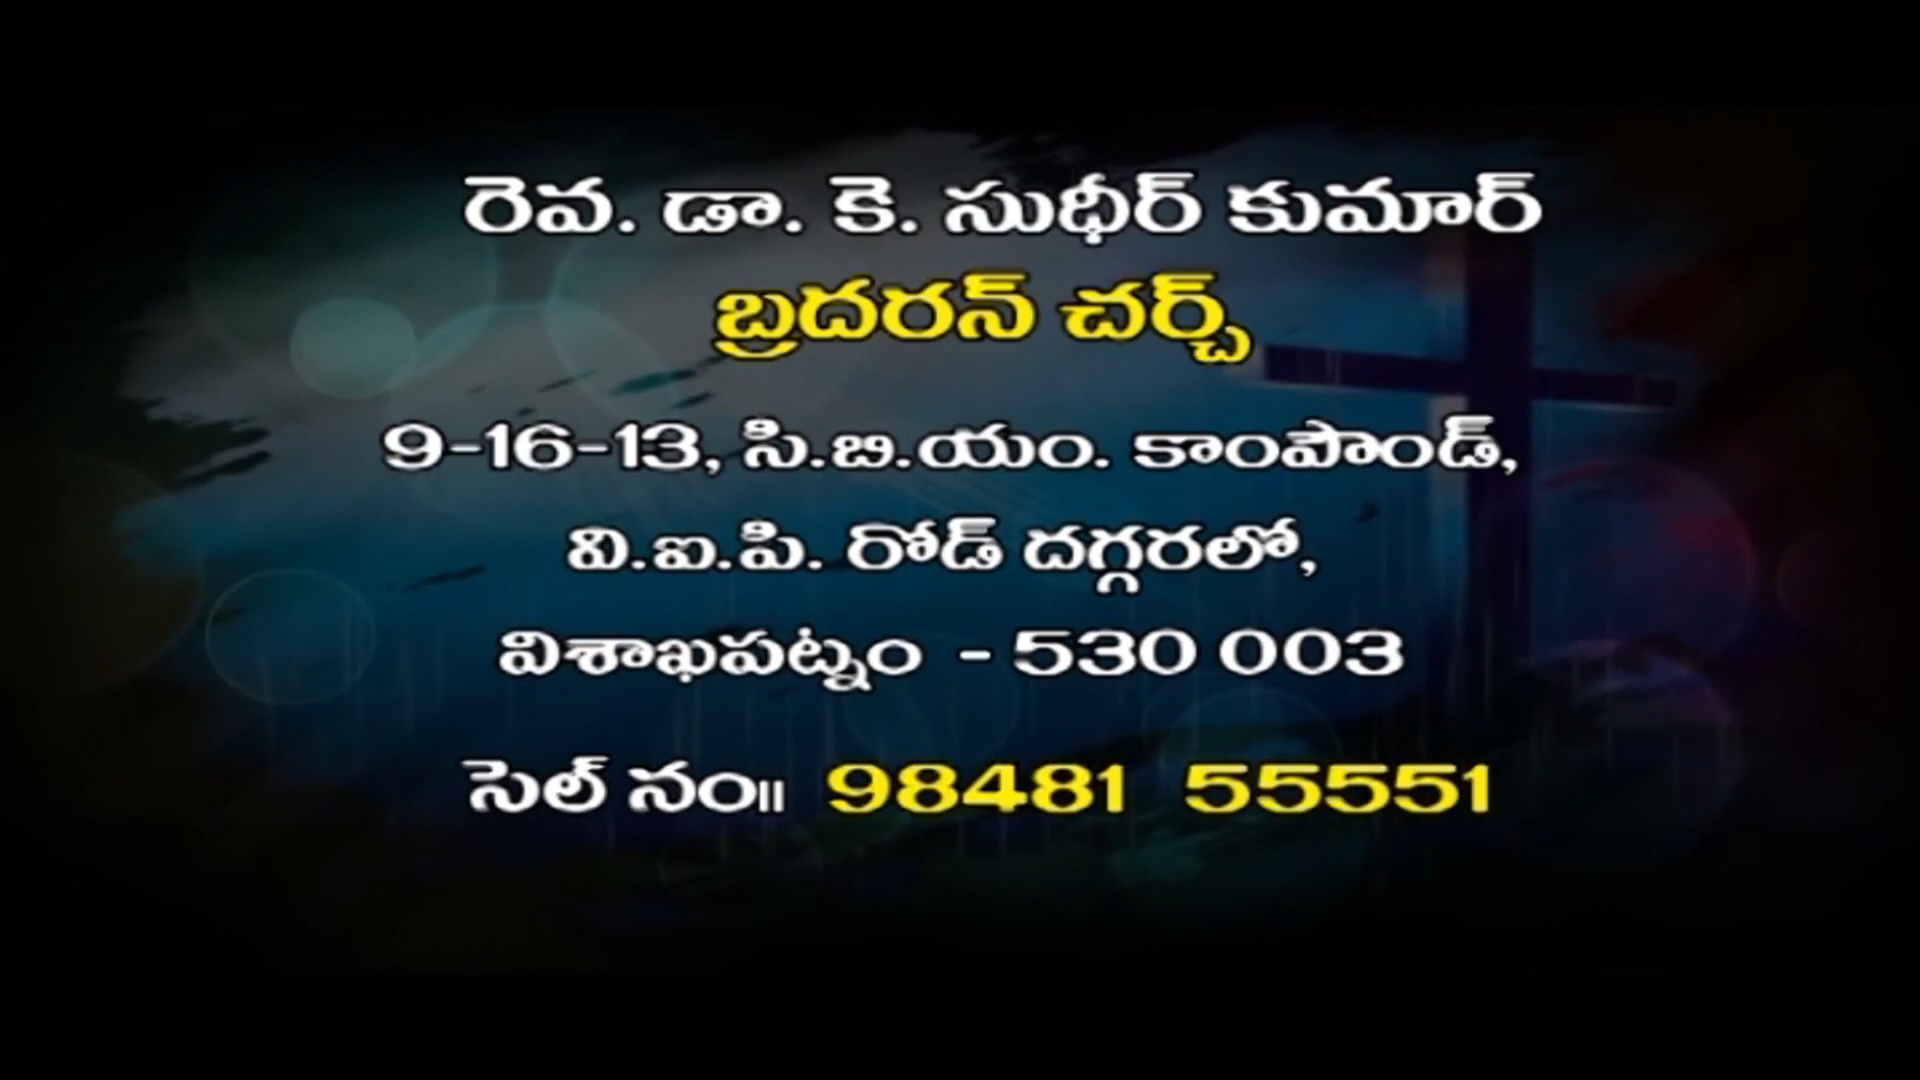 రెవ. డా. కె. సుధీర్ కుమార్
బ్రదరన్ చర్చ్
9-16-13, సి.బి.యం. కాంపౌండ్,
వి.ఐ.పి. రోడ్ దగ్గరలో,
విశాఖపట్నం - 530 003
సెల్ నం॥ 98481 55551